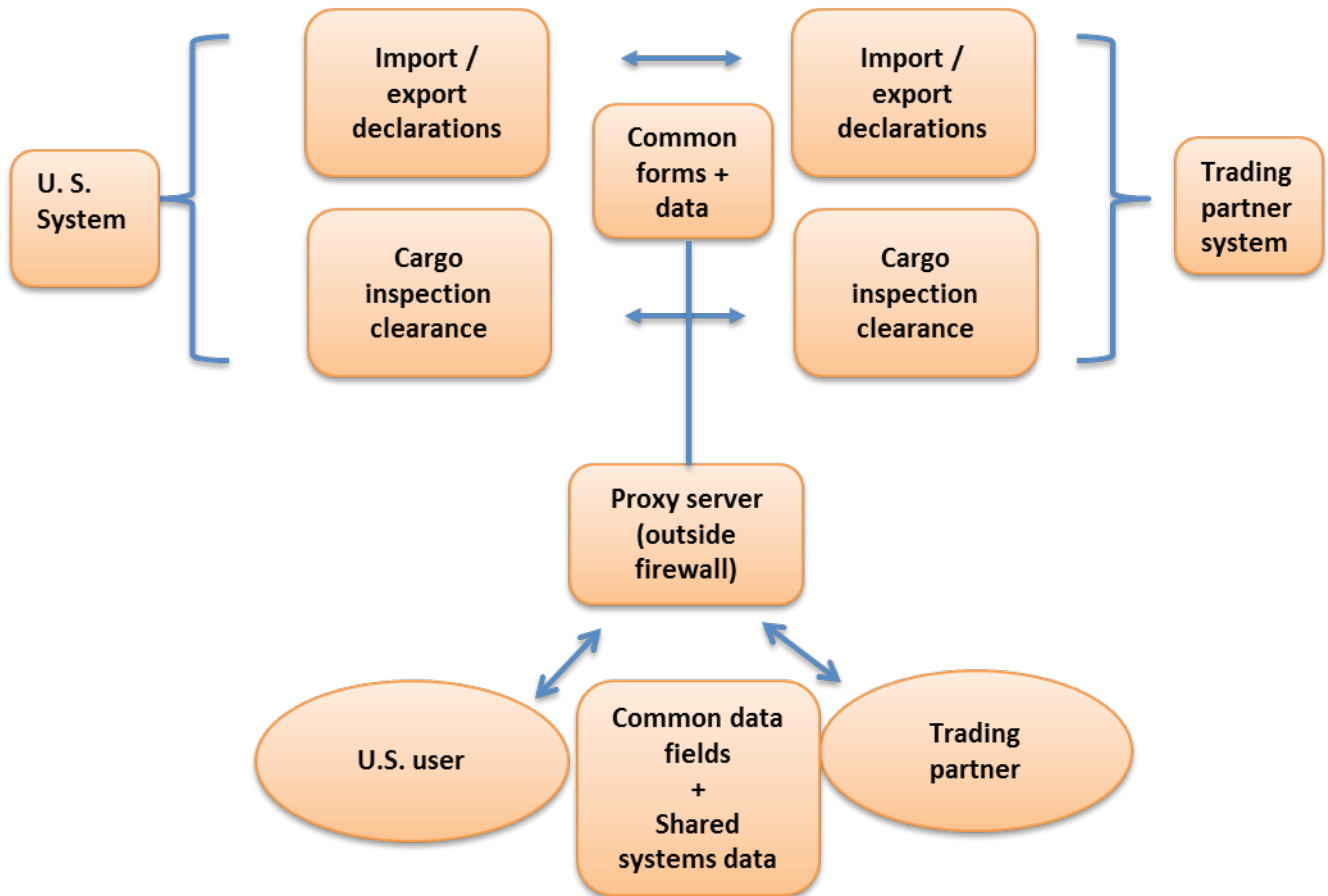 Import /
export
declarations
Import /
export
declarations
Common
forms +
data
U. S.
System
Trading
partner
system
Cargo
inspection
clearance
Cargo
inspection
clearance
Proxy server
(outside
firewall)
U.S. user
Common data
fields
+
Shared
systems data
Trading
partner